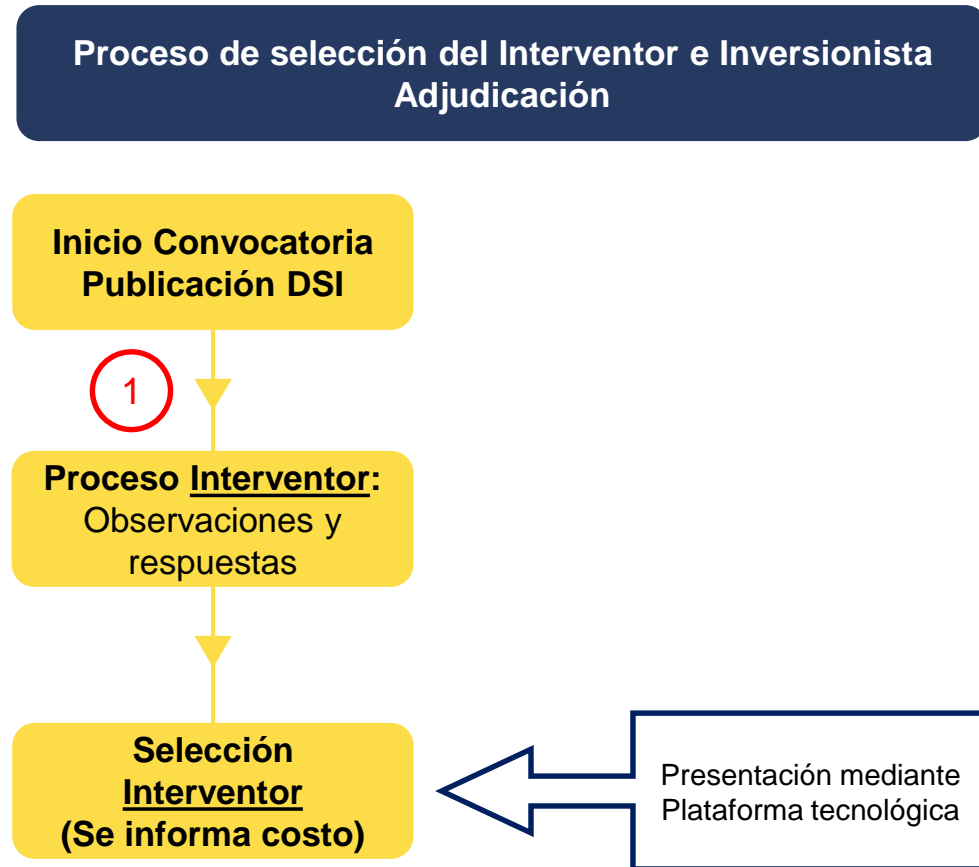 Proceso de selección del Interventor e Inversionista
Adjudicación
Inicio Convocatoria
Publicación DSI
1
Proceso Interventor:
Observaciones y
respuestas
Selección
Interventor
(Se informa costo)
Presentación mediante
Plataforma tecnológica